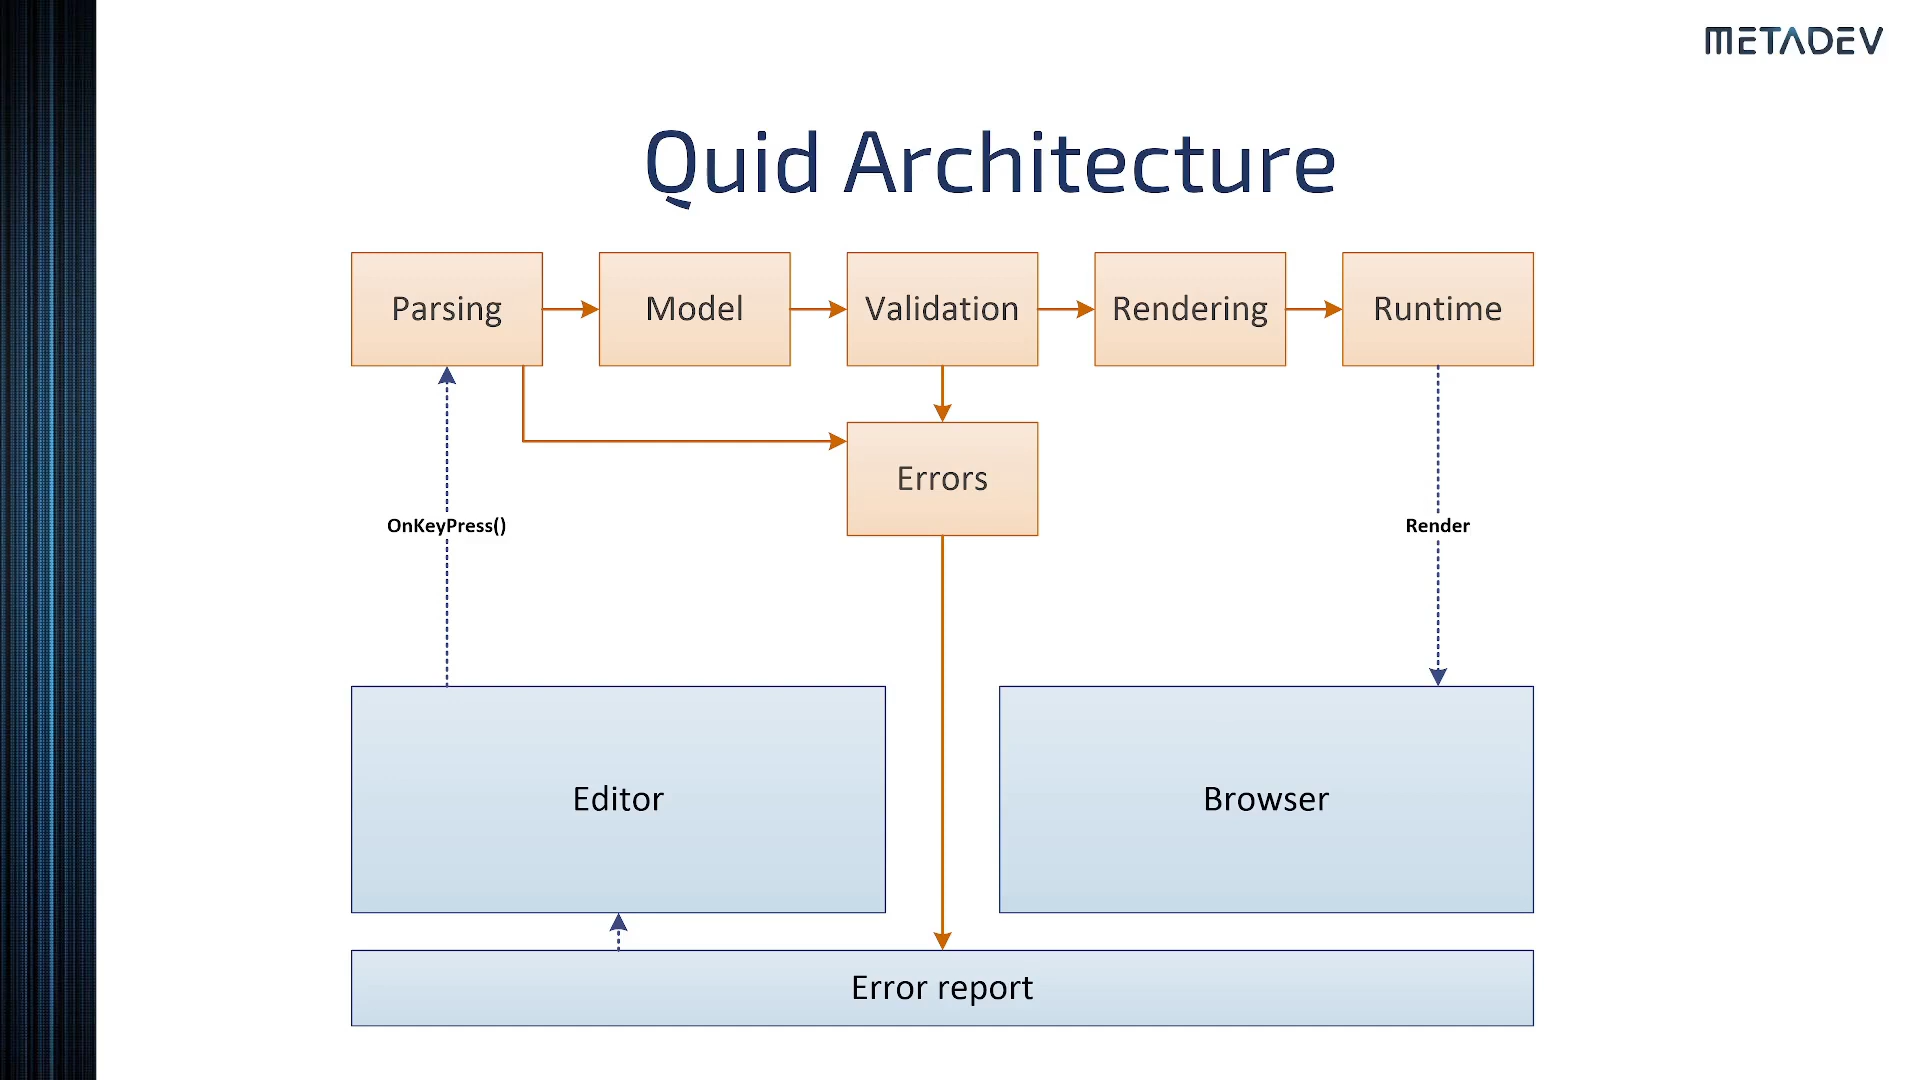 METADEV
Quid Architecture
Parsing
Model
Validation
Rendering
Runtime
Errors
OnKeyPress()
Render
Editor
Browser
Error report